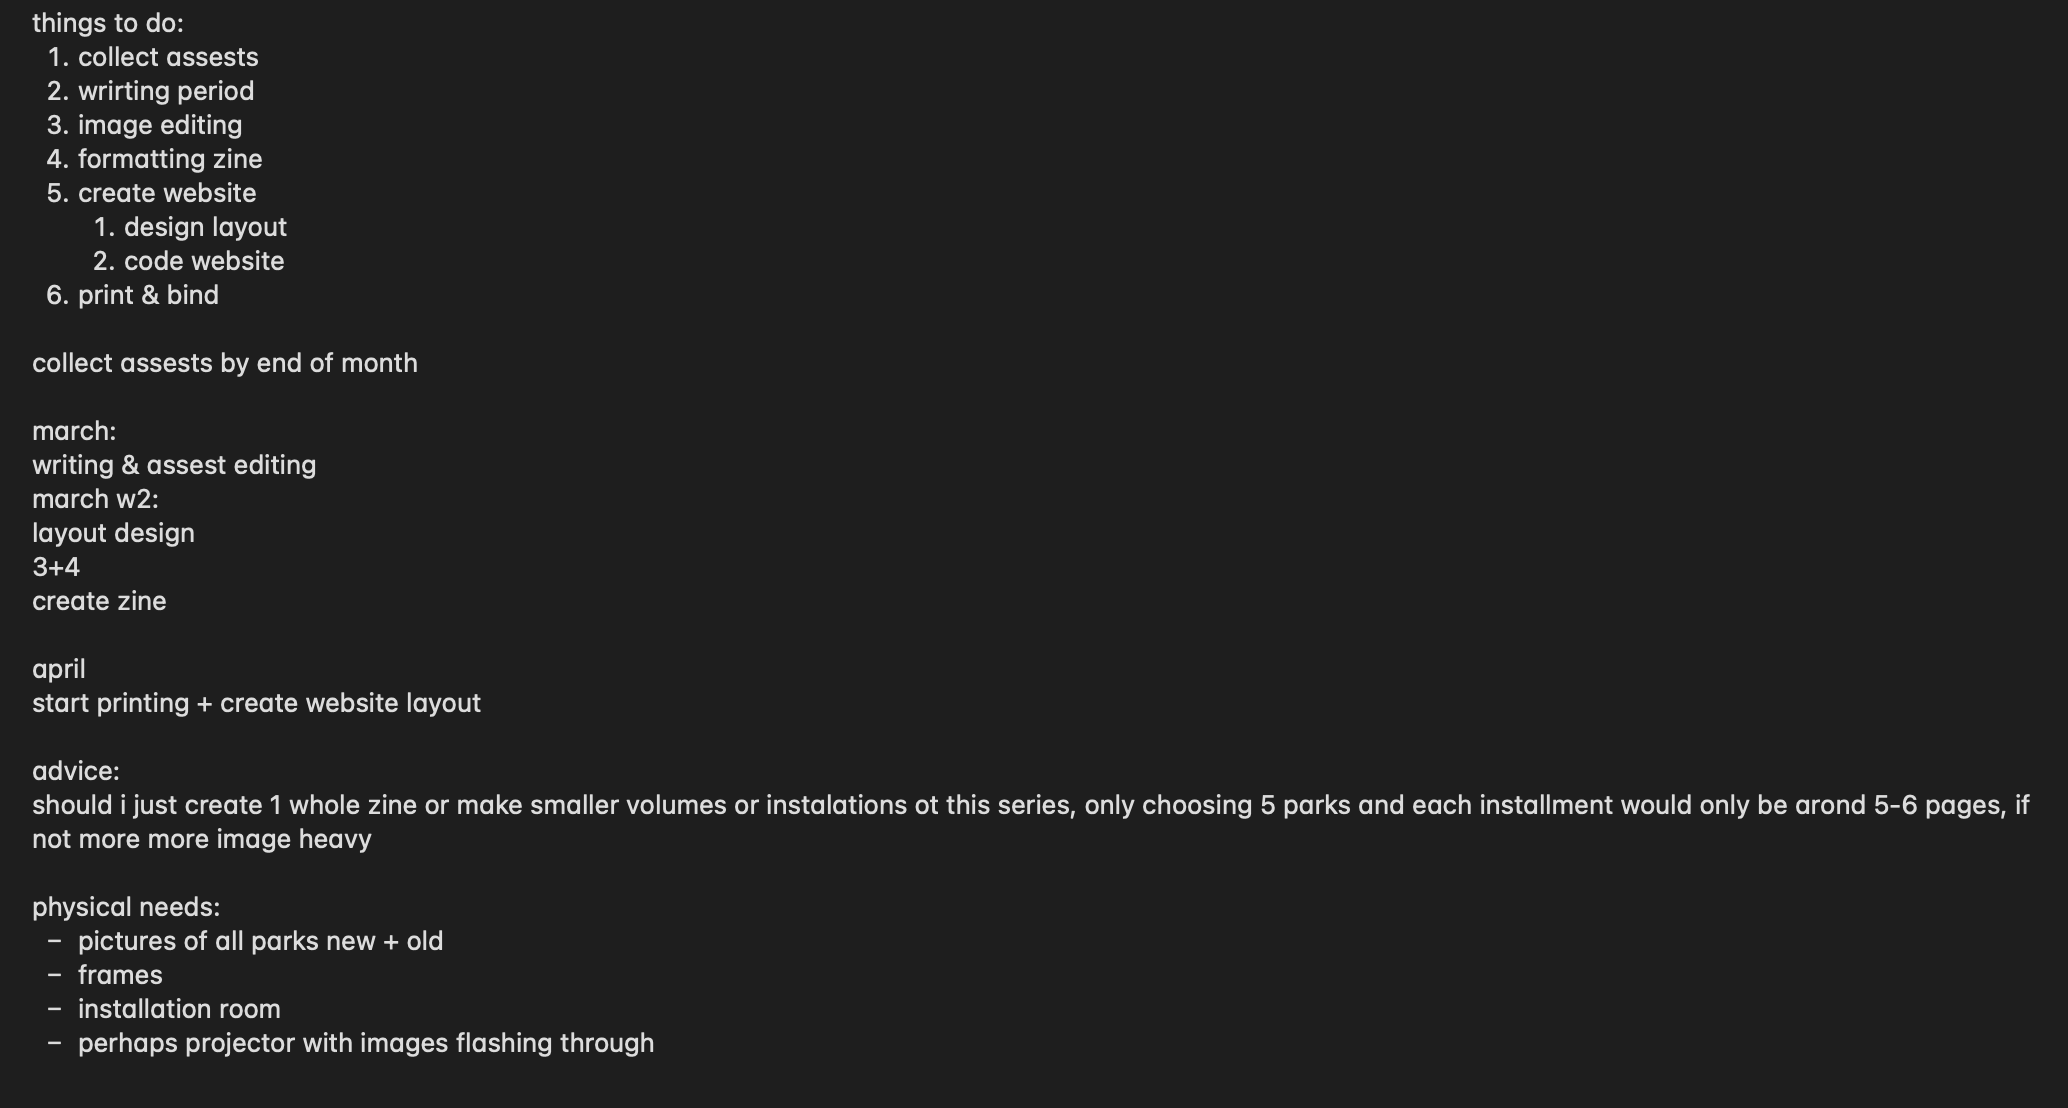 things to do:
1. collect assests
2. wrirting period
3. image editing
4. formatting zine
5. create website
1. design layout
2. code website
6. print & bind
collect assests by end of month
march:
writing & assest editing
march w2:
layout design
3+4
create zine
april
start printing + create website layout
advice:
should i just create 1 whole zine or make smaller volumes or instalations ot this series, only choosing 5 parks and each installment would only be arond 5-6 pages, if
not more more image heavy
physical needs:
– pictures of all parks new + old
– frames
– installation room
– perhaps projector with images flashing through